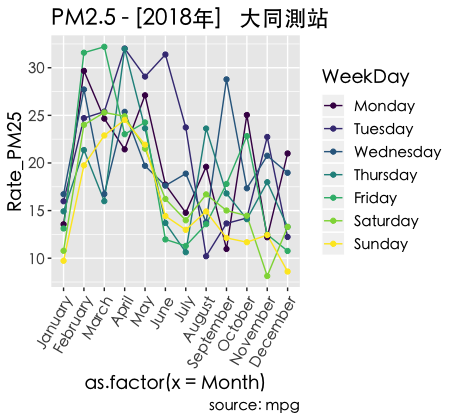 PM2.5 - [2018年] 大同測站
Rate_PM25
30
25
20
15
10
January
February
March
April
May
June
July
August
September
October
November
December
as.factor(x = Month)
source: mpg
WeekDay
Monday
Tuesday
Wednesday
Thursday
Friday
Saturday
Sunday